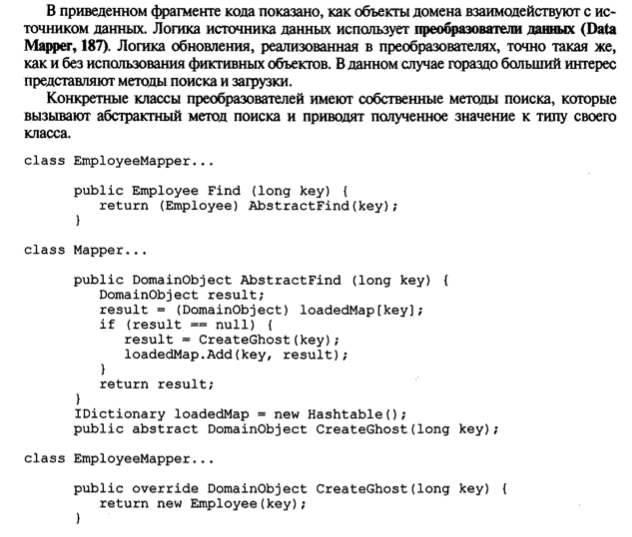 В приведенном фрагменте кода показано, как объекты домена взаимодействуют с ис-
точником данных. Логика источника данных использует преобразователи данных (Data
Mapper, 187). Логика обновления, реализованная в преобразователях, точно такая же,
как и без использования фиктивных объектов. В данном случае гораздо больший интерес
представляют методы поиска и загрузки.
Конкретные классы преобразователей имеют собственные методы поиска, которые
вызывают абстрактный метод поиска и приводят полученное значение к типу своего
класса.
class EmployeeMapper...
public Employee Find (long key) {
return (Employee) AbstractFind(key);
}
class Mapper...
public DomainObject AbstractFind (long key) {
DomainObject result;
result = (DomainObject) loadedMap[key];
if (result == null) {
result = CreateGhost(key);
loadedMap.Add(key, result);
}
return result;
}
IDictionary loadedMap = new Hashtable();
public abstract DomainObject CreateGhost(long key);
class EmployeeMapper...
public override DomainObject CreateGhost(long key) {
return new Employee(key);
}